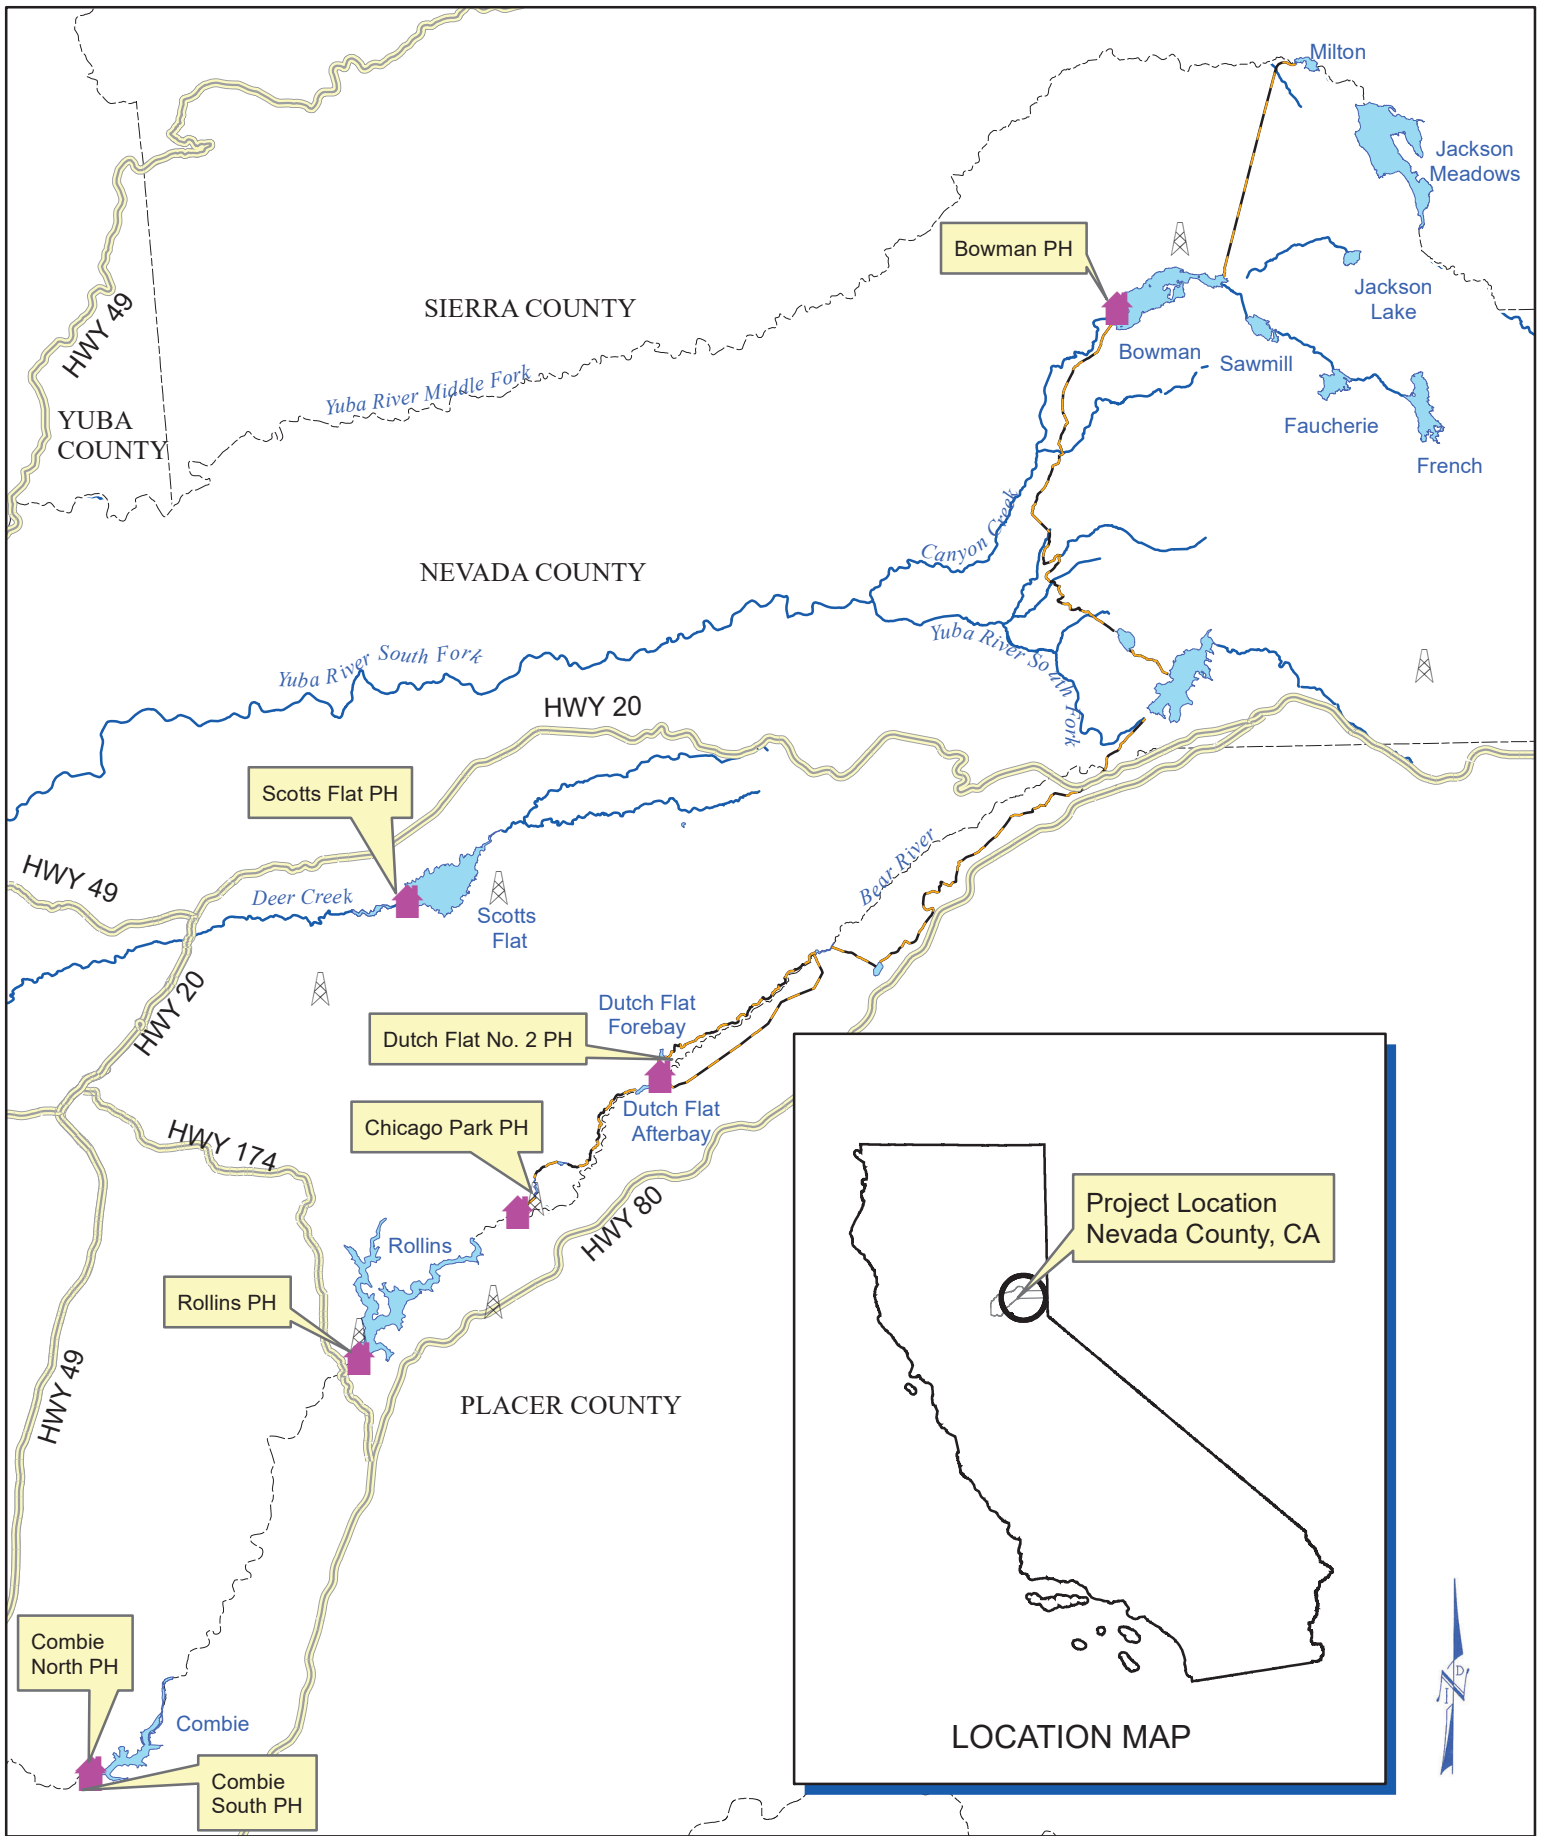 Milton
Jackson
Meadows
Bowman PH
Jackson
Lake
SIERRA COUNTY
HWY 49
Bowman
Sawmill
Yuba River Middle Fork
YUBA
COUNTY
Faucherie
French
Canyon Creek
NEVADA COUNTY
Yuba River South Fork
Yuba River South Fork
HWY 20
Scotts Flat PH
HWY 49
Bear River
Deer Creek
Scotts
Flat
HWY 20
Dutch Flat
Forebay
Dutch Flat No. 2 PH
Dutch Flat
Afterbay
Chicago Park PH
HWY 174
HWY 80
Rollins
Rollins PH
Project Location
Nevada County, CA
HWY 49
PLACER COUNTY
Combie
North PH
Combie
Combie
South PH
LOCATION MAP
N
I
D